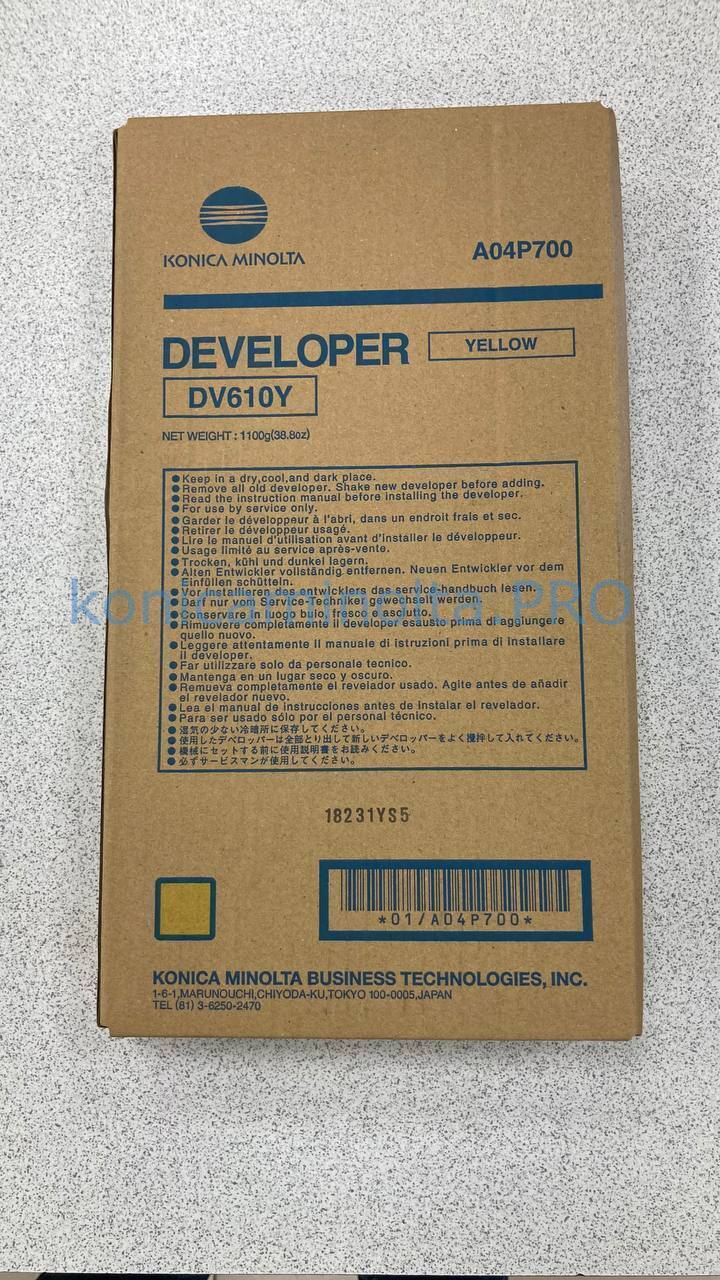 KONICA MINOLTA
A04P700
DEVELOPER
YELLOW
DV610Y
NET WEIGHT : 1100g(38.8oz)
●Keep in a dry,cool,and dark place.
●Remove all old developer. Shake new developer before adding.
●Read the instruction manual before installing the developer.
●For use by service only.
●Garder le développeur à l'abri, dans un endroit frais et sec.
●Retirer le développeur usagé.
●Lire le manuel d'utilisation avant d'installer le développeur.
●Usage limité au service après-vente.
●Trocken, kühl und dunkel lagern.
●Alten Entwickler vollständig entfernen. Neuen Entwickler vor dem
Einfüllen schütteln.
●Vor Installieren des entwicklers das service-handbuch lesen.
●Darf nur vom Service-Techniker gewechselt werden.
konicaminolta.PRO
●Conservare in luogo buio, fresco e asciutto.
●Rimuovere completamente il developer esausto prima di aggiungere
quello nuovo.
●Leggere attentamente il manuale di istruzioni prima di installare
il developer.
●Far utilizzare solo da personale tecnico.
●Mantenga en un lugar seco y oscuro.
●Remueva completamente el revelador usado. Agite antes de añadir
el revelador nuevo.
●Lea el manual de instrucciones antes de instalar el revelador.
●Para ser usado sólo por el personal técnico.
●湿気の少ない冷暗所に保存してください。
●使用したデベロッパーは全部とり出して新しいデベロッパーをよく攪拌して入れてください。
●機械にセットする前に使用説明書をお読みください。
●必ずサービスマンが使用してください。
18231YS5
*01/A04P700*
KONICA MINOLTA BUSINESS TECHNOLOGIES, INC.
1-6-1,MARUNOUCHI,CHIYODA-KU,TOKYO 100-0005,JAPAN
TEL (81) 3-6250-2470